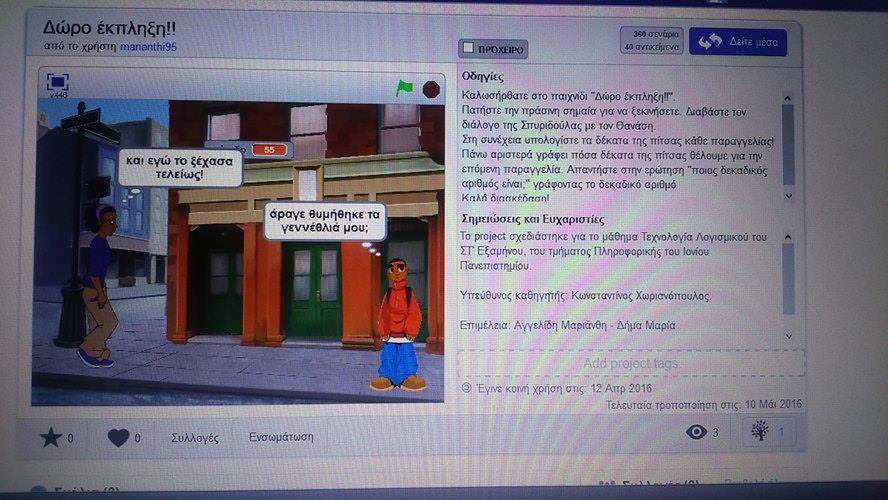 Δώρο έκπληξη!!
από το χρήστη marianthi95
ΠΡΟΧΕΙΡΟ
360 σενάρια
40 αντικείμενα
Δείτε μέσα
v446
55
και εγώ το ξέχασα
τελείως!
άραγε θυμήθηκε τα
γεννέθλιά μου;
Οδηγίες
Καλωσήρθατε στο παιχνίδι "Δώρο έκπληξη!!".
Πατήστε την πράσινη σημαία για να ξεκινήσετε. Διαβάστε τον
διάλογο της Σπυριδούλας με τον Θανάση.
Στη συνέχεια υπολογίστε τα δέκατα της πίτσας κάθε παραγγελίας!
Πάνω αριστερά γράφει πόσα δέκατα της πίτσας θέλουμε για την
επόμενη παραγγελία. Απαντήστε στην ερώτηση "ποιος δεκαδικός
αριθμός είναι;" γράφοντας το δεκαδικό αριθμό
Καλή διασκέδαση!
Σημειώσεις και Ευχαριστίες
Το project σχεδιάστηκε για το μάθημα Τεχνολογία Λογισμικού του
ΣΤ' Εξαμήνου, του τμήματος Πληροφορικής του Ιονίου
Πανεπιστημίου.
Υπεύθυνος καθηγητής: Κωνσταντίνος Χωριανόπουλος.
Επιμέλεια: Αγγελίδη Μαριάνθη - Δήμα Μαρία
Add project tags
Έγινε κοινή χρήση στις: 12 Απρ 2016
Τελευταία τροποποίηση στις: 10 Μάι 2016
0
0
Συλλογές
Ενσωμάτωση
3
1